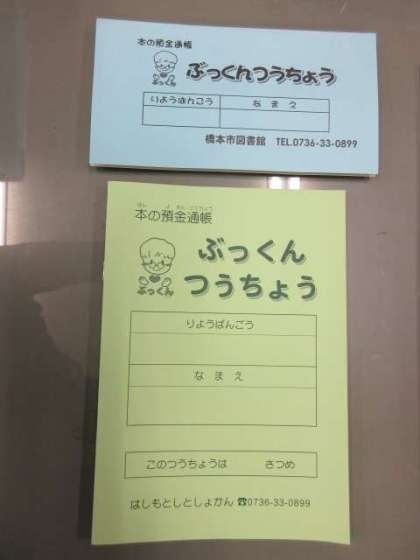 本の預金通帳
ぶっくんつうちょう
りようばんごう なまえ
橋本市図書館 TEL.0736-33-0899
本の預金通帳
ぶっくん
つうちょう
ぶっくん
りようばんごう
なまえ
このつうちょうは さつめ
はしもとしとしょかん ☎0736-33-0899